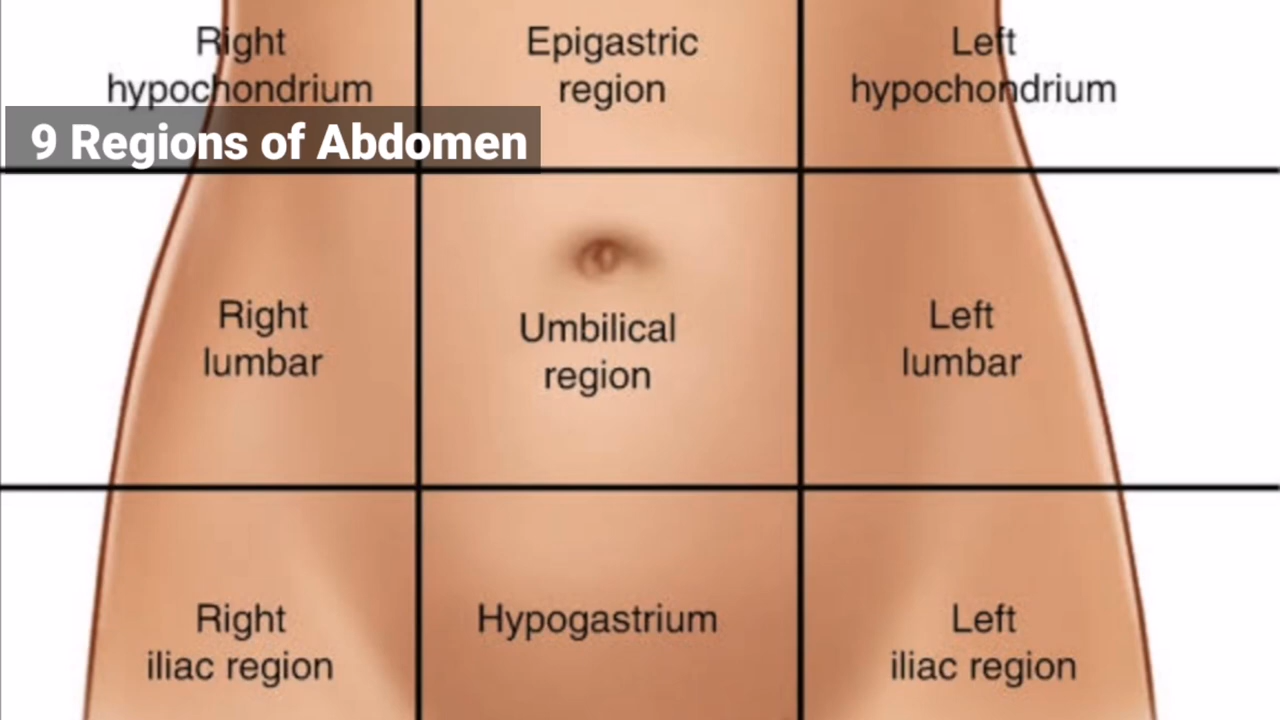 Right
hypochondrium
Epigastric
region
Left
hypochondrium
9 Regions of Abdomen
Right
lumbar
Umbilical
region
Left
lumbar
Right
iliac region
Hypogastrium
Left
iliac region